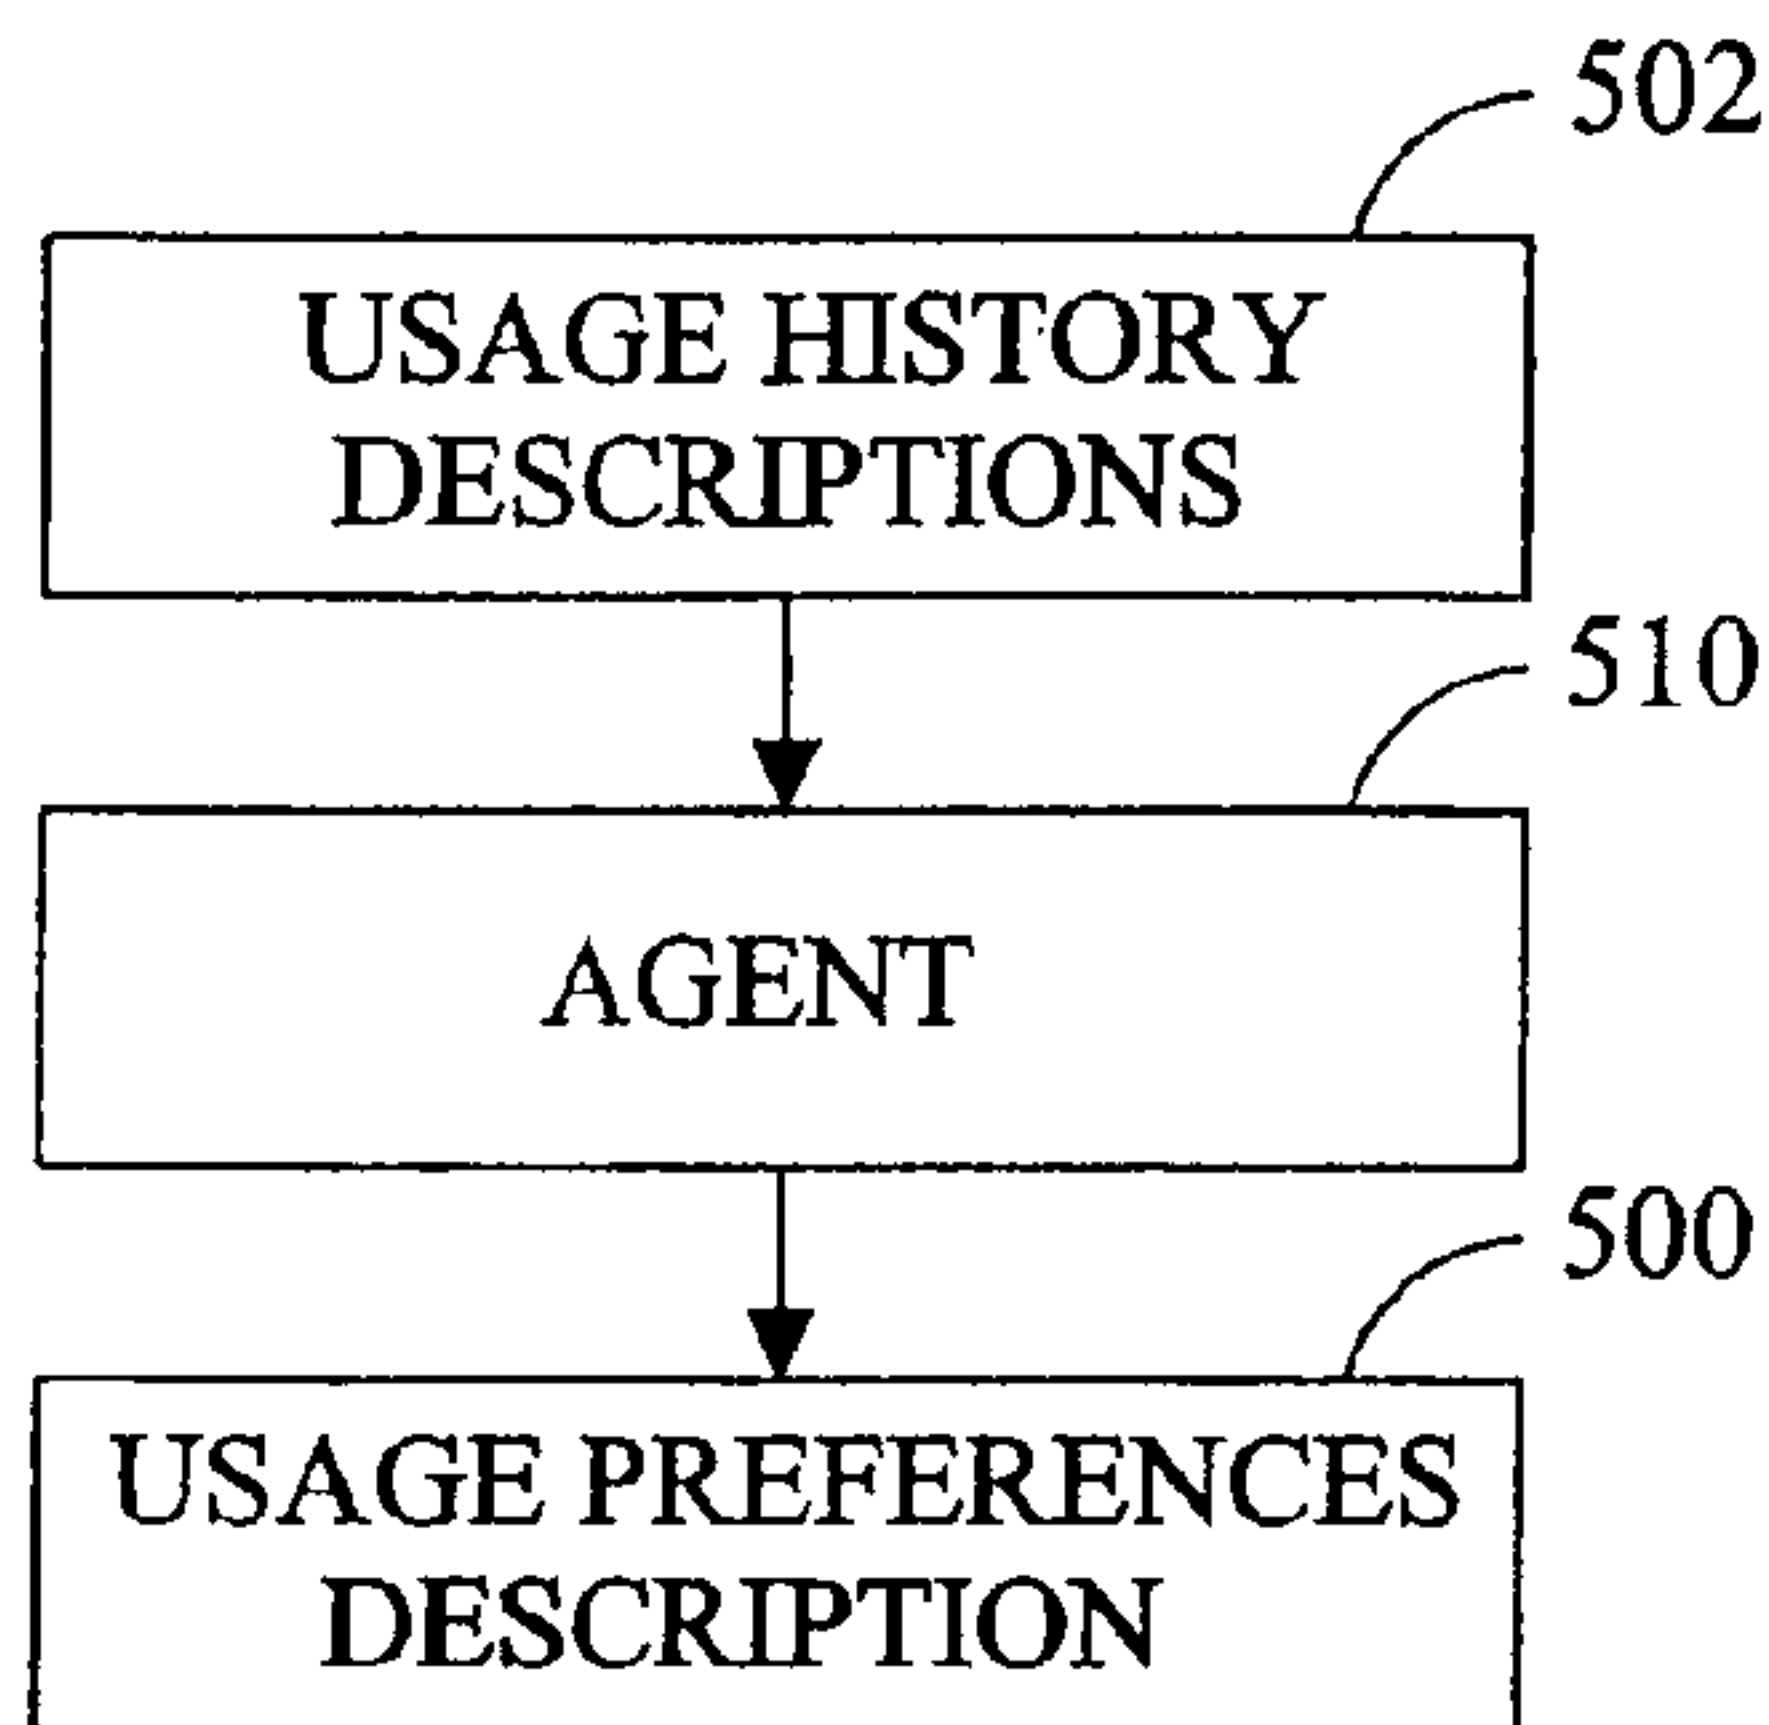 502
USAGE HISTORY
DESCRIPTIONS
510
AGENT
500
USAGE PREFERENCES
DESCRIPTION